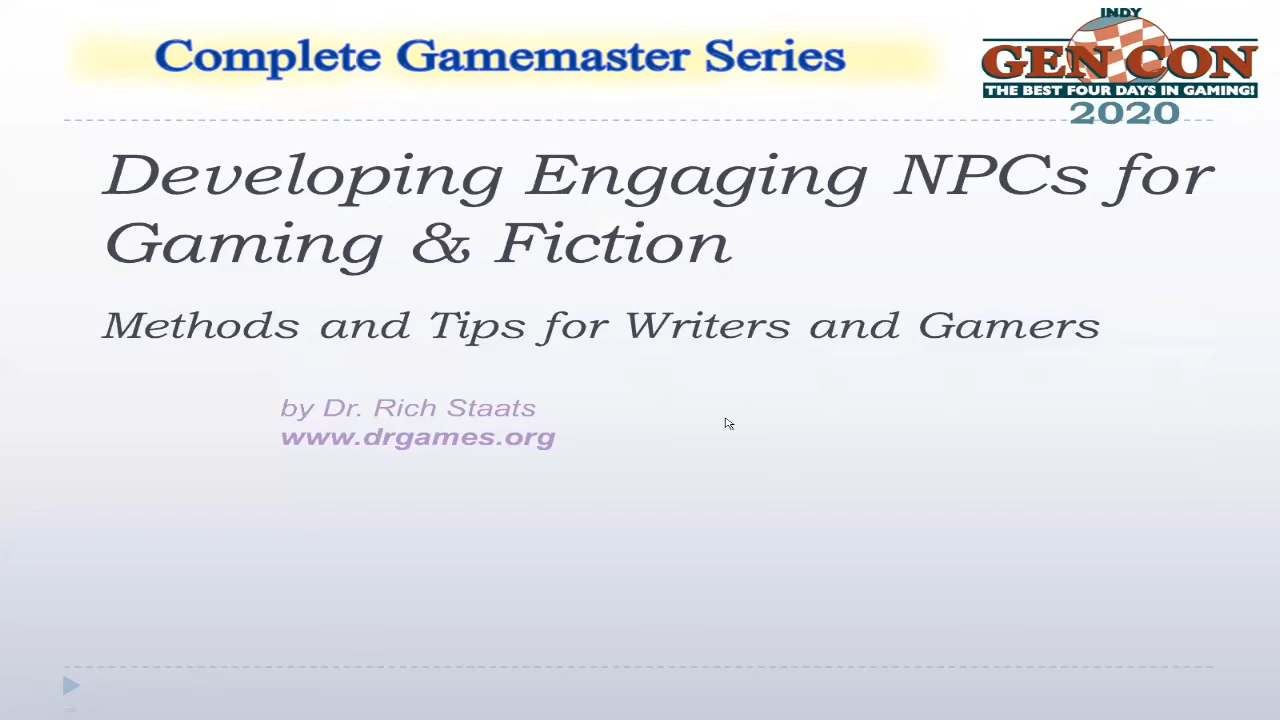 Complete Gamemaster Series
INDY
GEN CON
THE BEST FOUR DAYS IN GAMING!
2020
Developing Engaging NPCs for
Gaming & Fiction
Methods and Tips for Writers and Gamers
by Dr. Rich Staats
www.drgames.org